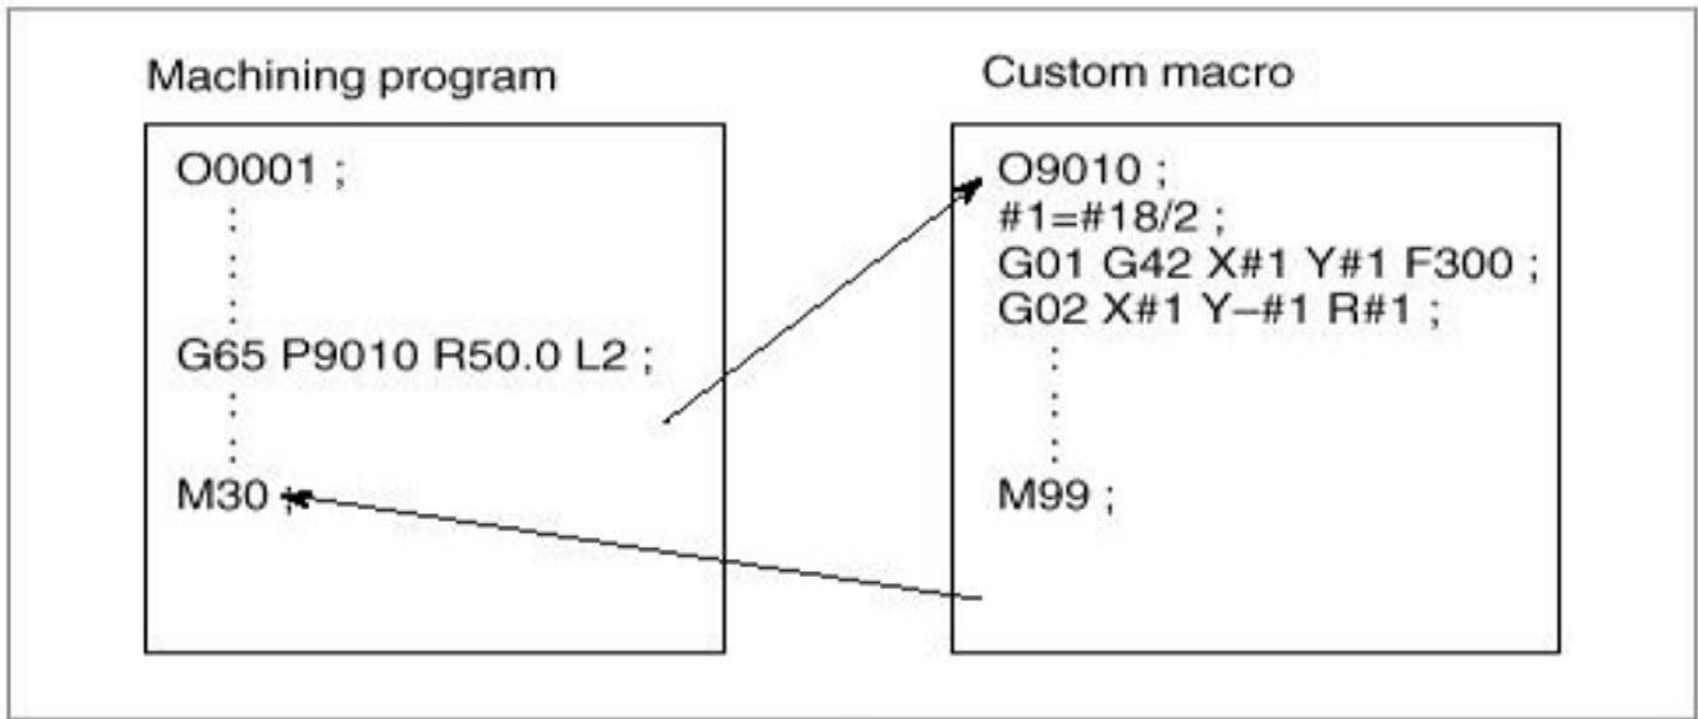 Machining program
O0001 ;
:
:
:
G65 P9010 R50.0 L2 ;
:
:
M30 ;
Custom macro
O9010 ;
#1=#18/2 ;
G01 G42 X#1 Y#1 F300 ;
G02 X#1 Y–#1 R#1 ;
:
:
:
M99 ;